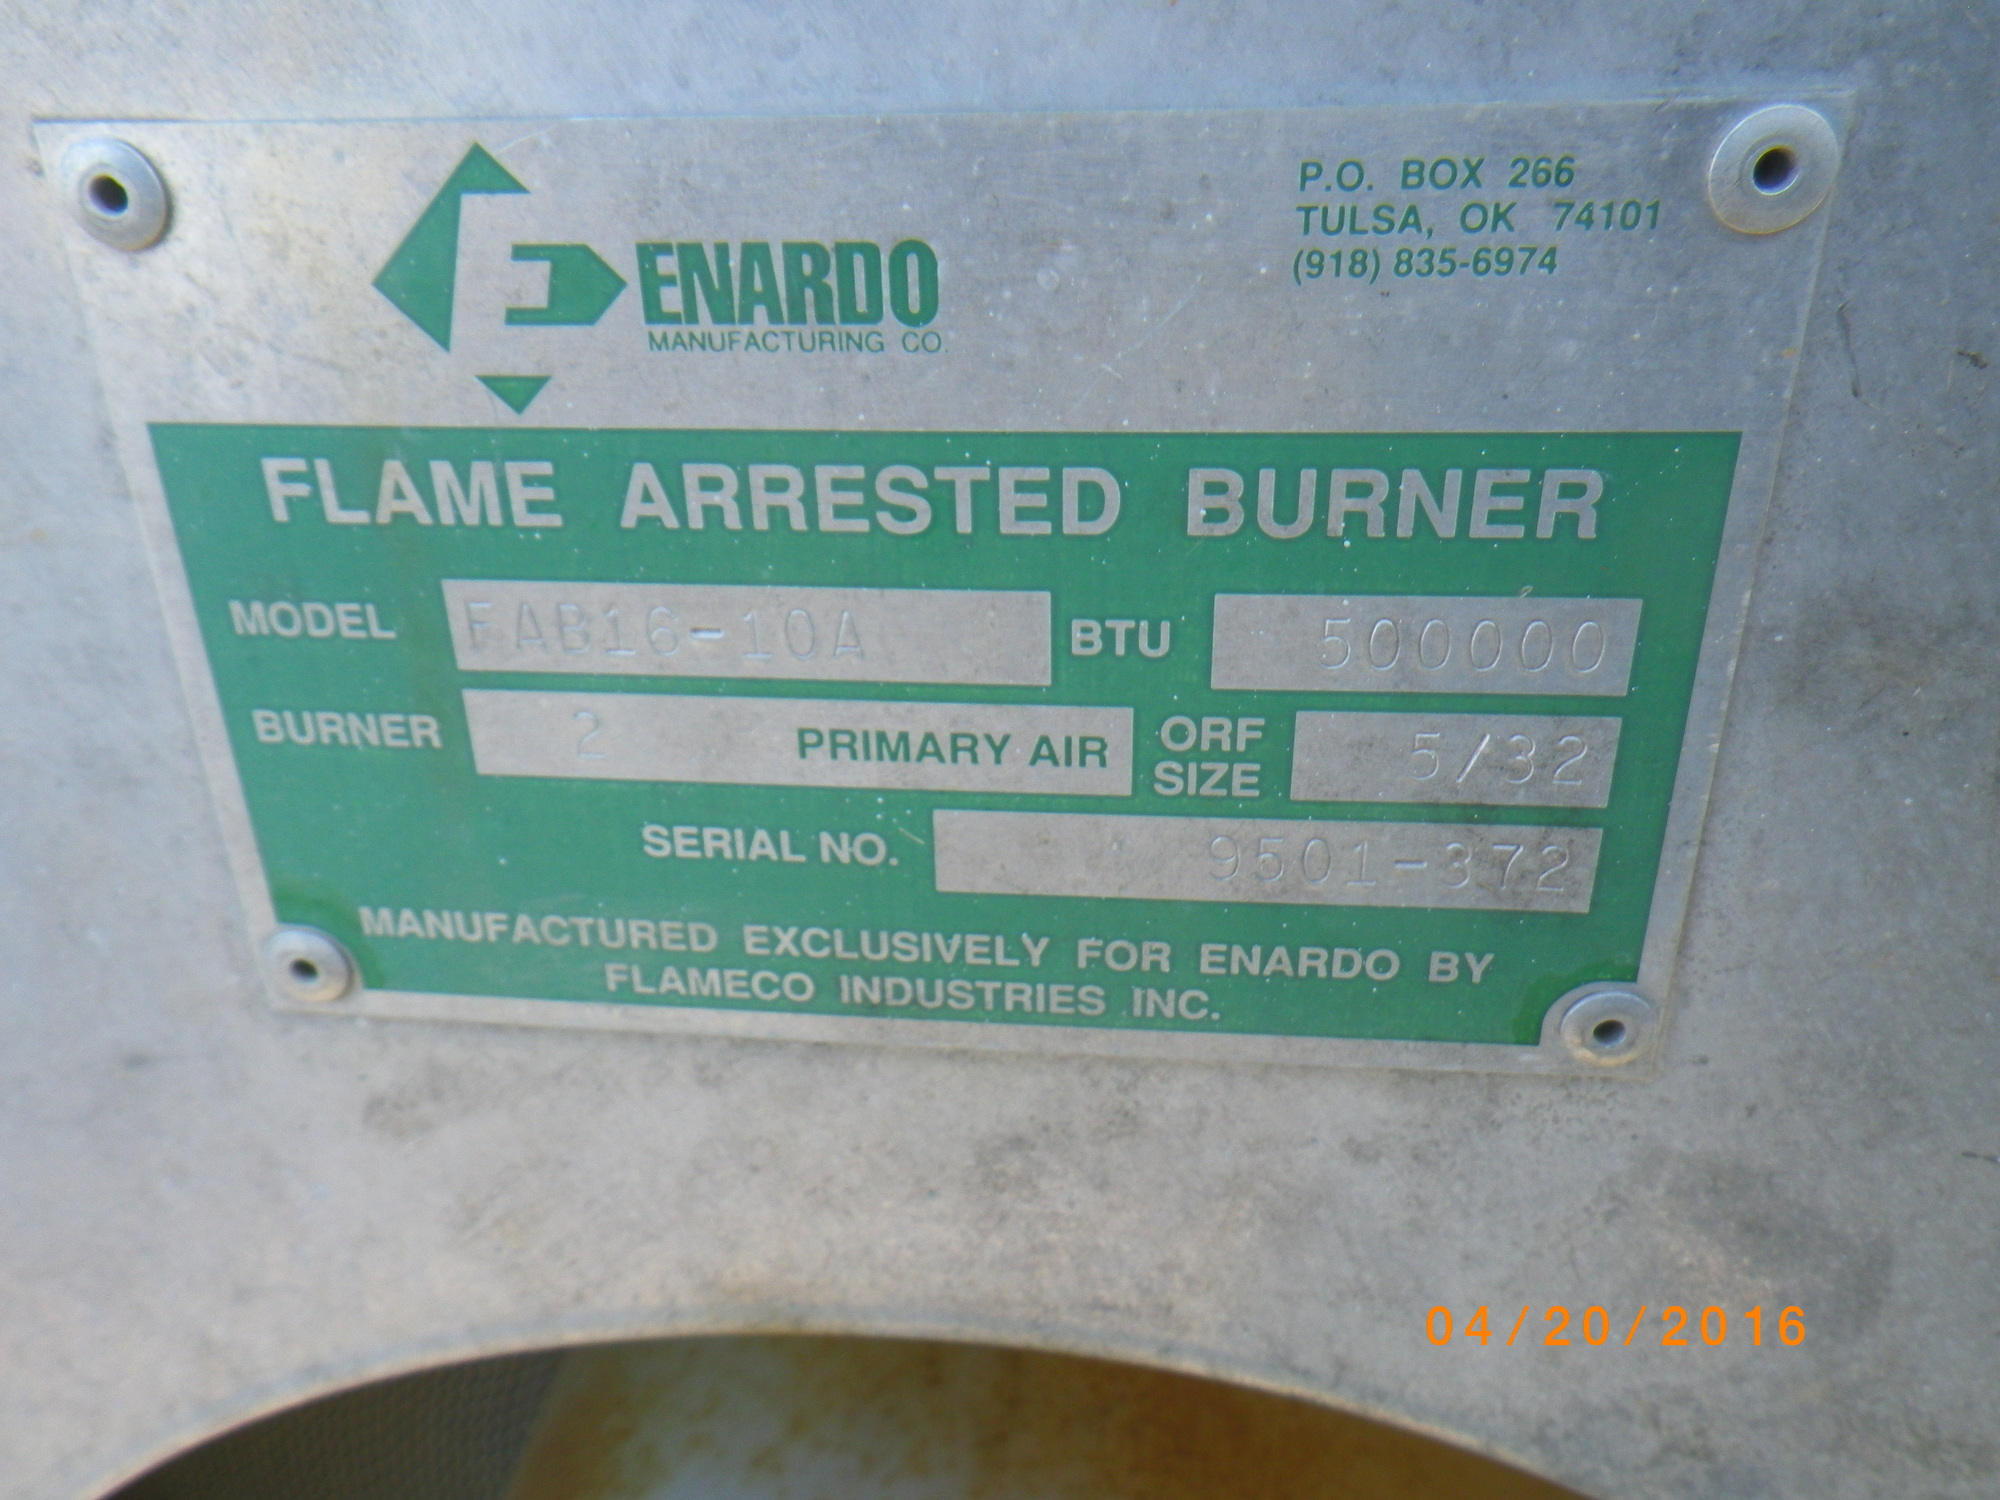 ENARDO
MANUFACTURING CO.
P.O. BOX 266
TULSA, OK 74101
(918) 835-6974
FLAME ARRESTED BURNER
MODEL FAB16-10A BTU 500000
BURNER 2 PRIMARY AIR ORF SIZE 5/32
SERIAL NO. 9501-372
MANUFACTURED EXCLUSIVELY FOR ENARDO BY
FLAMECO INDUSTRIES INC.
04/20/2016